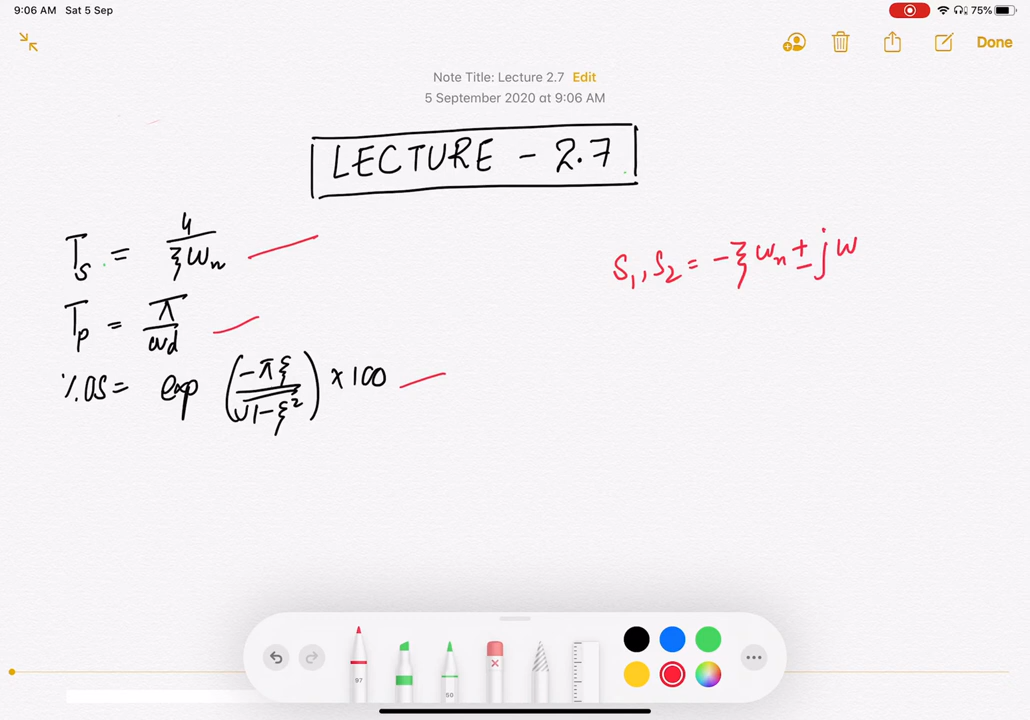 9:06 AM Sat 5 Sep 75%
Done
Note Title: Lecture 2.7 Edit
5 September 2020 at 9:06 AM
LECTURE - 2.7
Ts = 4/ξωn
S1, S2 = -ξωn ± jω
Tp = π/ωd
%OS = exp (-πξ/√1-ξ²) × 100
97
50